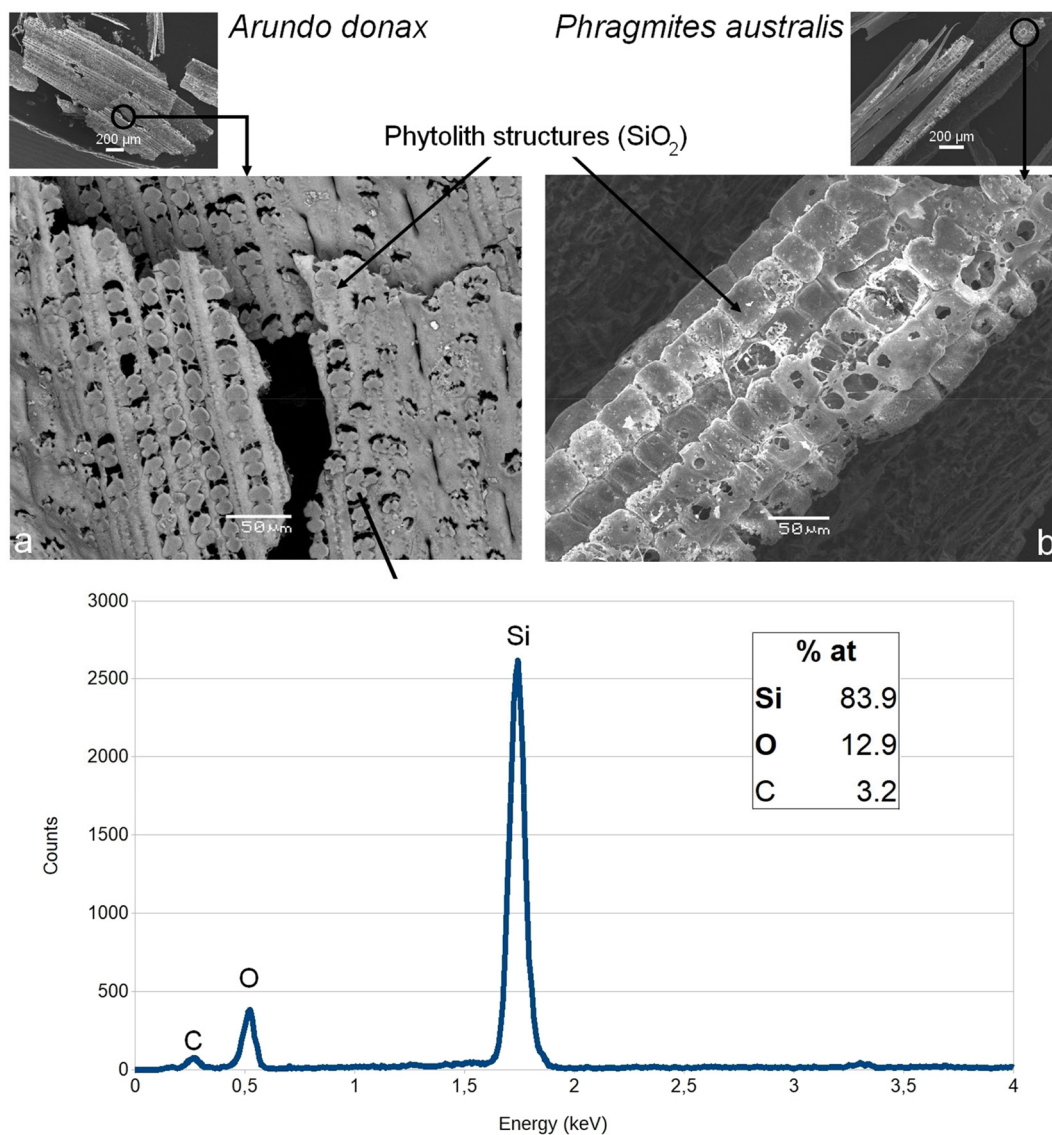 Arundo donax
Phragmites australis
200 µm
200 µm
Phytolith structures (SiO₂)
50µm
50µm
a
b
3000
2500
2000
1500
1000
500
0
Counts
Si
O
C
% at
Si 83.9
O 12.9
C 3.2
0 0,5 1 1,5 2 2,5 3 3,5 4
Energy (keV)